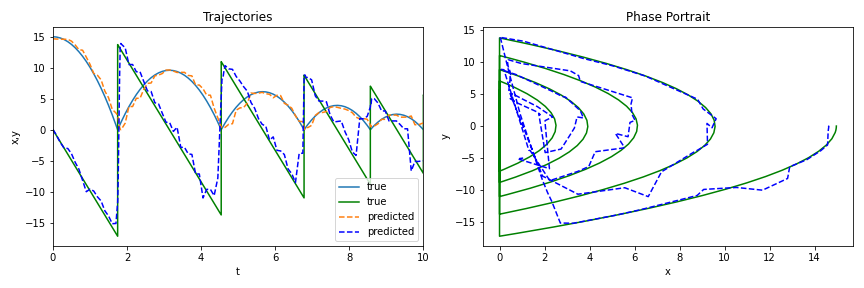 Trajectories
x,y
15
10
5
0
−5
−10
−15
0 2 4 6 8 10
t
true
true
predicted
predicted
Phase Portrait
y
15
10
5
0
−5
−10
−15
0 2 4 6 8 10 12 14
x